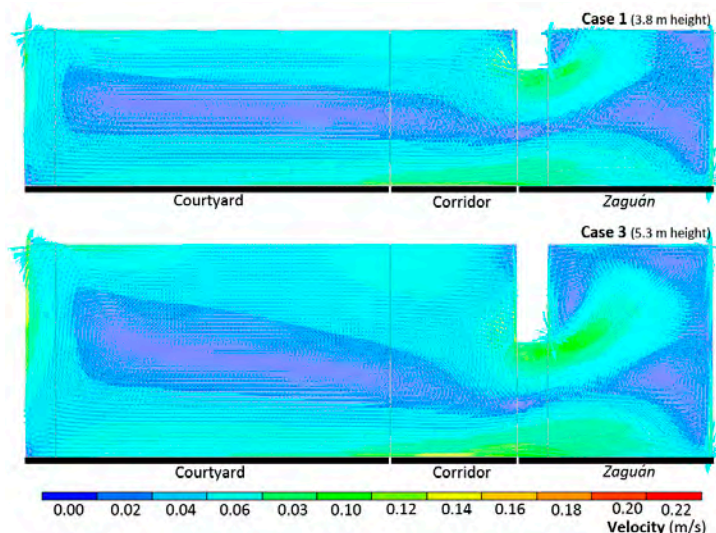 Case 1 (3.8 m height)
Courtyard Corridor Zaguán
Case 3 (5.3 m height)
Courtyard Corridor Zaguán
0.00 0.02 0.04 0.06 0.03 0.10 0.12 0.14 0.16 0.18 0.20 0.22
Velocity (m/s)